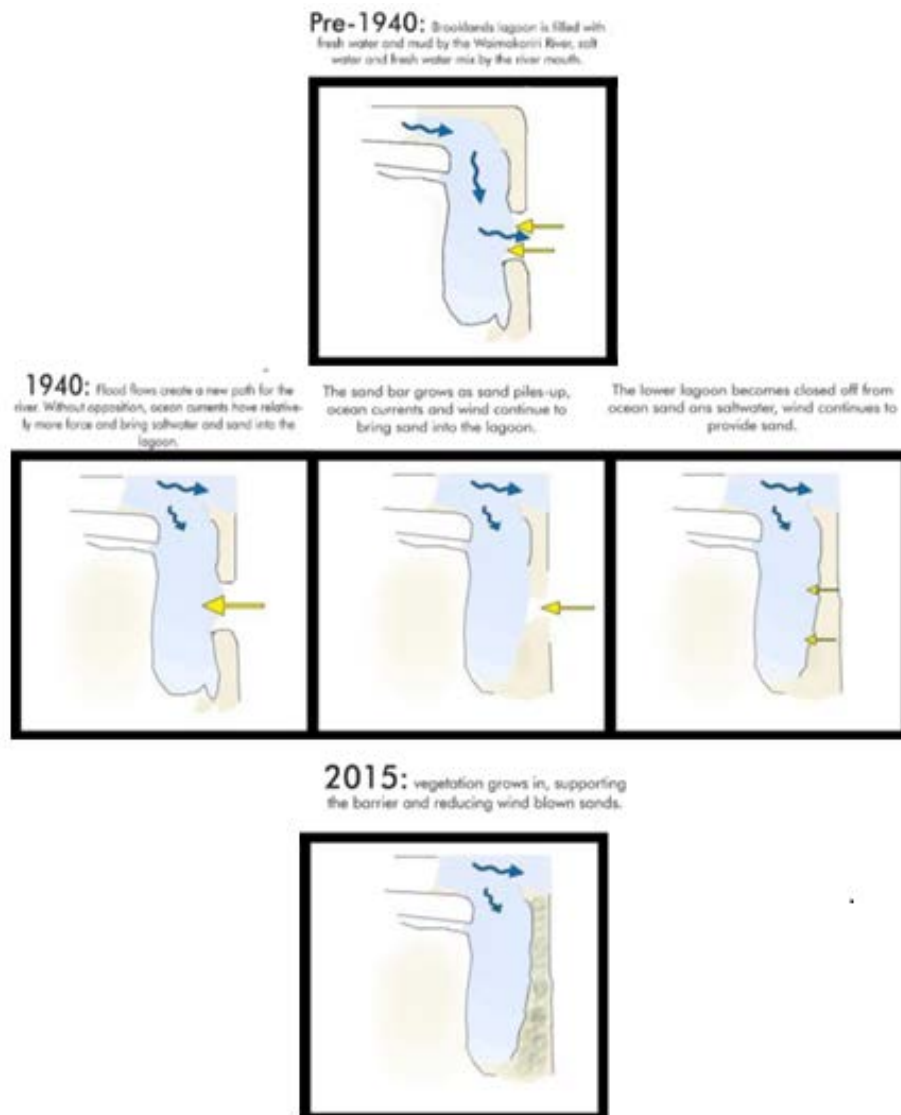 Pre-1940: Brooklands lagoon is filled with
fresh water and mud by the Waimakariri River, salt
water and fresh water mix by the river mouth.
1940: Flood flows create a new path for the
river. Without opposition, ocean currents have relative-
ly more force and bring saltwater and sand into the
lagoon.
The sand bar grows as sand piles-up,
ocean currents and wind continue to
bring sand into the lagoon.
The lower lagoon becomes closed off from
ocean sand ans saltwater, wind continues to
provide sand.
2015: vegetation grows in, supporting
the barrier and reducing wind blown sands.